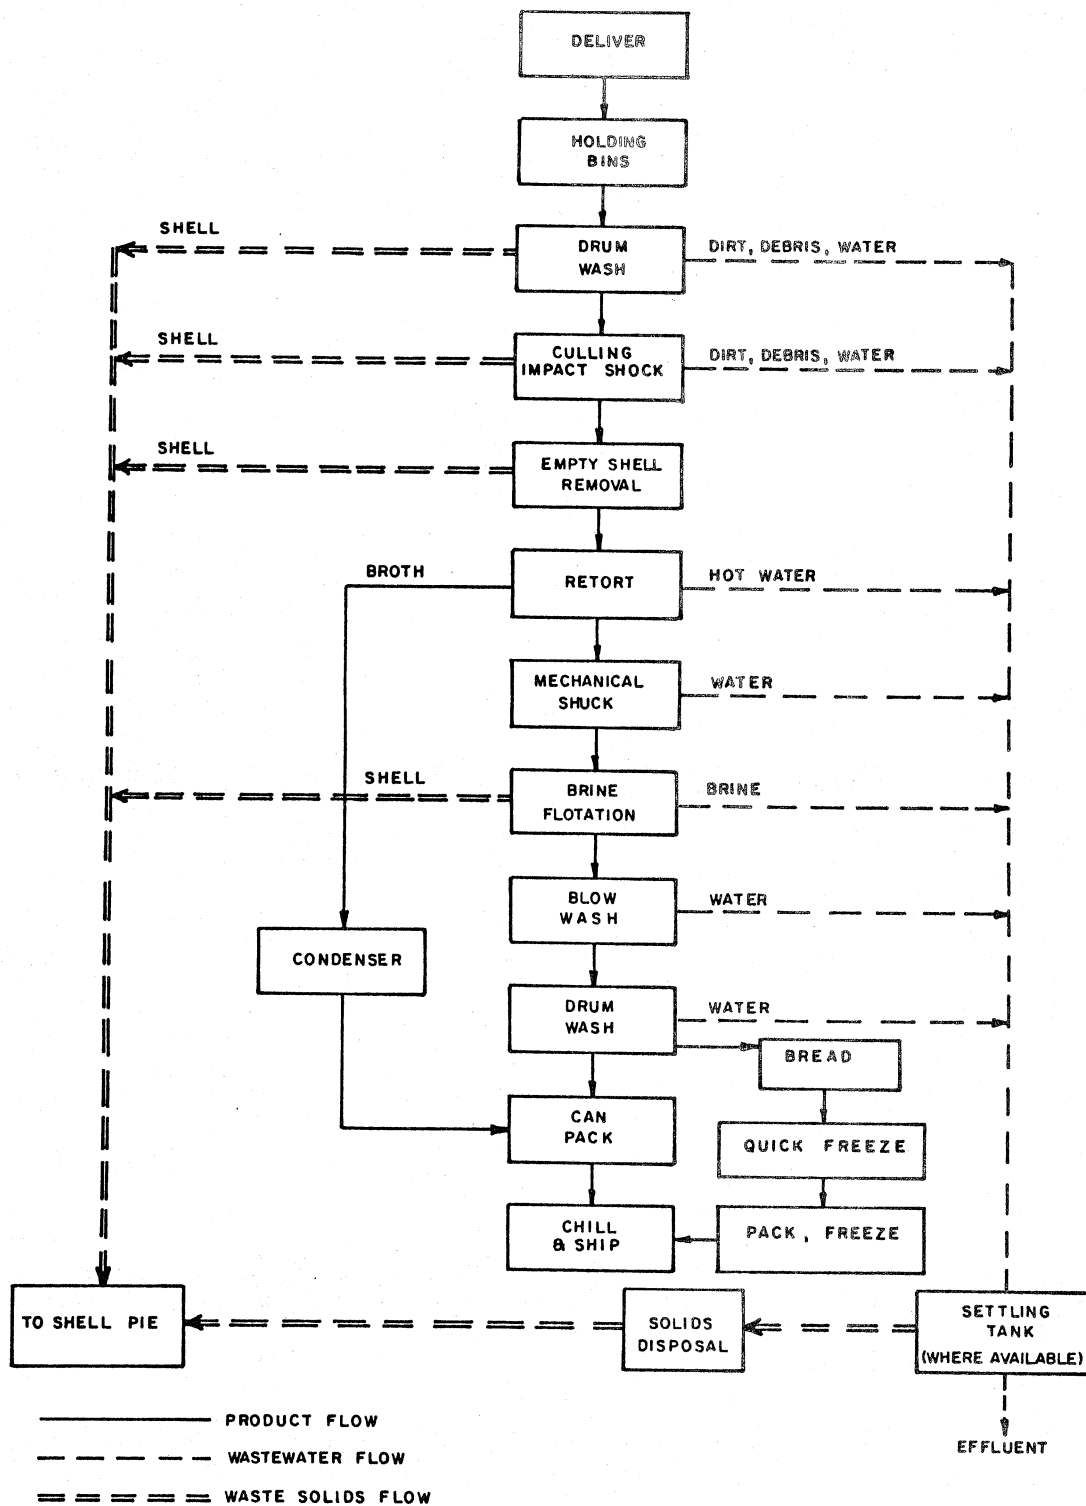 DELIVER
HOLDING
BINS
SHELL
DRUM
WASH
DIRT, DEBRIS, WATER
SHELL
CULLING
IMPACT SHOCK
DIRT, DEBRIS, WATER
SHELL
EMPTY SHELL
REMOVAL
BROTH
RETORT
HOT WATER
MECHANICAL
SHUCK
WATER
SHELL
BRINE
FLOTATION
BRINE
BLOW
WASH
WATER
CONDENSER
DRUM
WASH
WATER
BREAD
CAN
PACK
QUICK FREEZE
CHILL
& SHIP
PACK, FREEZE
TO SHELL PIE
SOLIDS
DISPOSAL
SETTLING
TANK
(WHERE AVAILABLE)
EFFLUENT
PRODUCT FLOW
WASTEWATER FLOW
WASTE SOLIDS FLOW